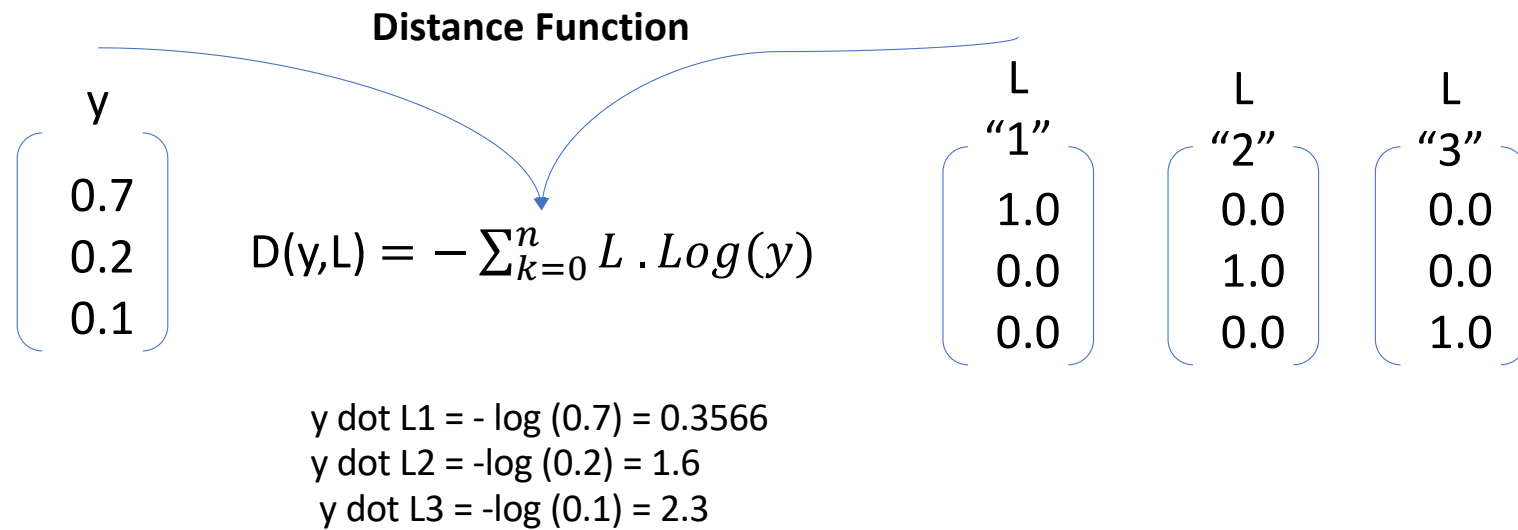 Distance Function
y
0.7
0.2
0.1
D(y,L) = − ∑ⁿₖ₌₀ L . Log(y)
L
“1”
1.0
0.0
0.0
L
“2”
0.0
1.0
0.0
L
“3”
0.0
0.0
1.0
y dot L1 = - log (0.7) = 0.3566
y dot L2 = -log (0.2) = 1.6
y dot L3 = -log (0.1) = 2.3